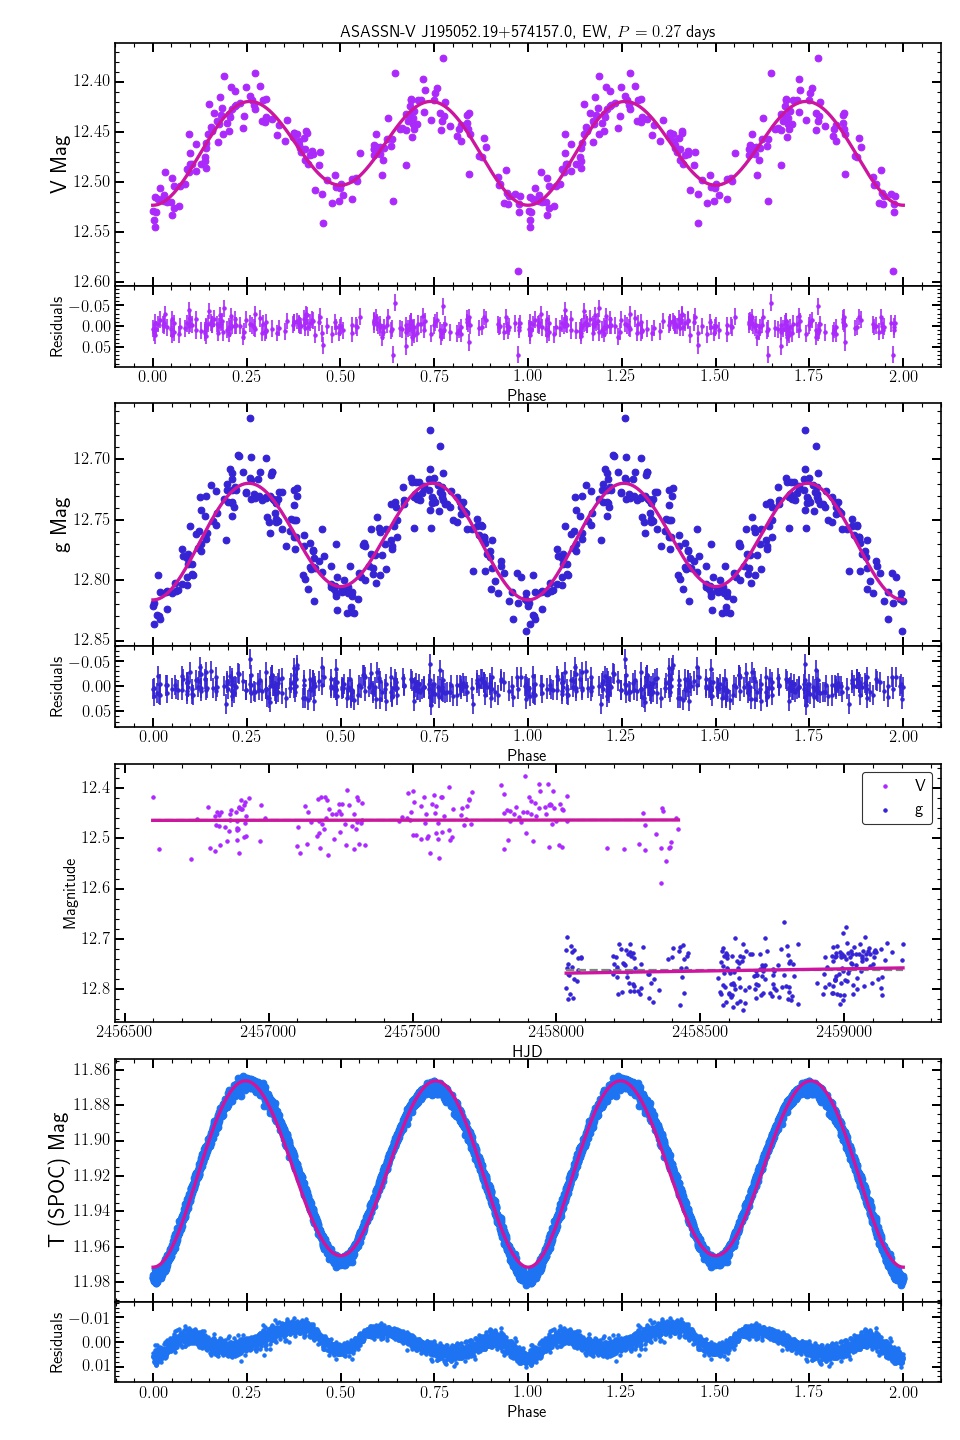 ASASSN-V J195052.19+574157.0, EW, P = 0.27 days
V Mag
12.40
12.45
12.50
12.55
12.60
Residuals
−0.05
0.00
0.05
0.00 0.25 0.50 0.75 1.00 1.25 1.50 1.75 2.00
Phase
g Mag
12.70
12.75
12.80
12.85
Residuals
−0.05
0.00
0.05
0.00 0.25 0.50 0.75 1.00 1.25 1.50 1.75 2.00
Phase
Magnitude
12.4
12.5
12.6
12.7
12.8
V
g
2456500 2457000 2457500 2458000 2458500 2459000
HJD
T (SPOC) Mag
11.86
11.88
11.90
11.92
11.94
11.96
11.98
Residuals
−0.01
0.00
0.01
0.00 0.25 0.50 0.75 1.00 1.25 1.50 1.75 2.00
Phase